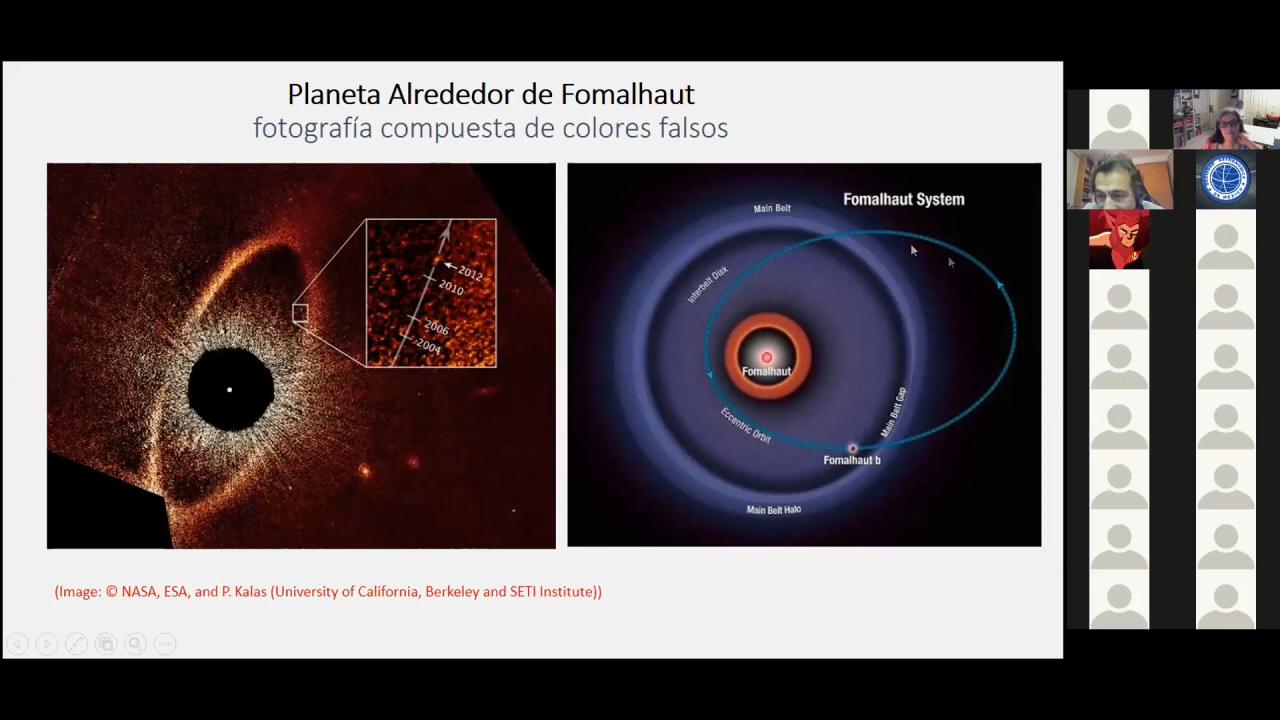 Planeta Alrededor de Fomalhaut
fotografía compuesta de colores falsos
2012
2010
2006
2004
Fomalhaut System
Main Belt
Interbelt Disk
Fomalhaut
Eccentric Orbit
Main Belt Gap
Fomalhaut b
Main Belt Halo
(Image: © NASA, ESA, and P. Kalas (University of California, Berkeley and SETI Institute))